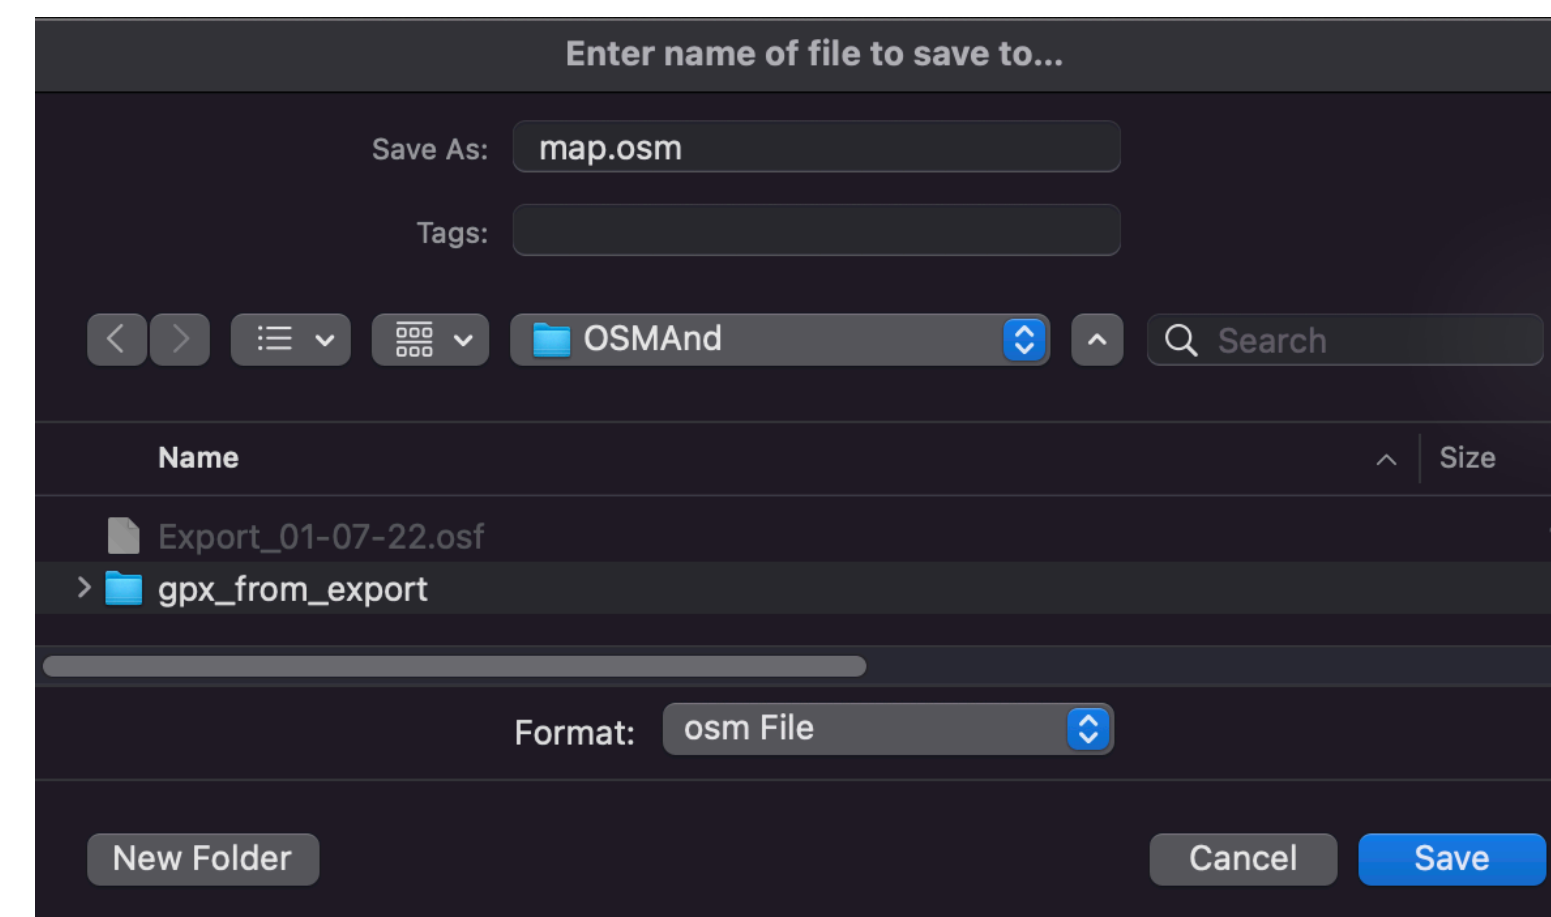 Enter name of file to save to...
Save As: map.osm
Tags:
OSMAnd Search
Name Size
Export_01-07-22.osf
gpx_from_export
Format: osm File
New Folder Cancel Save